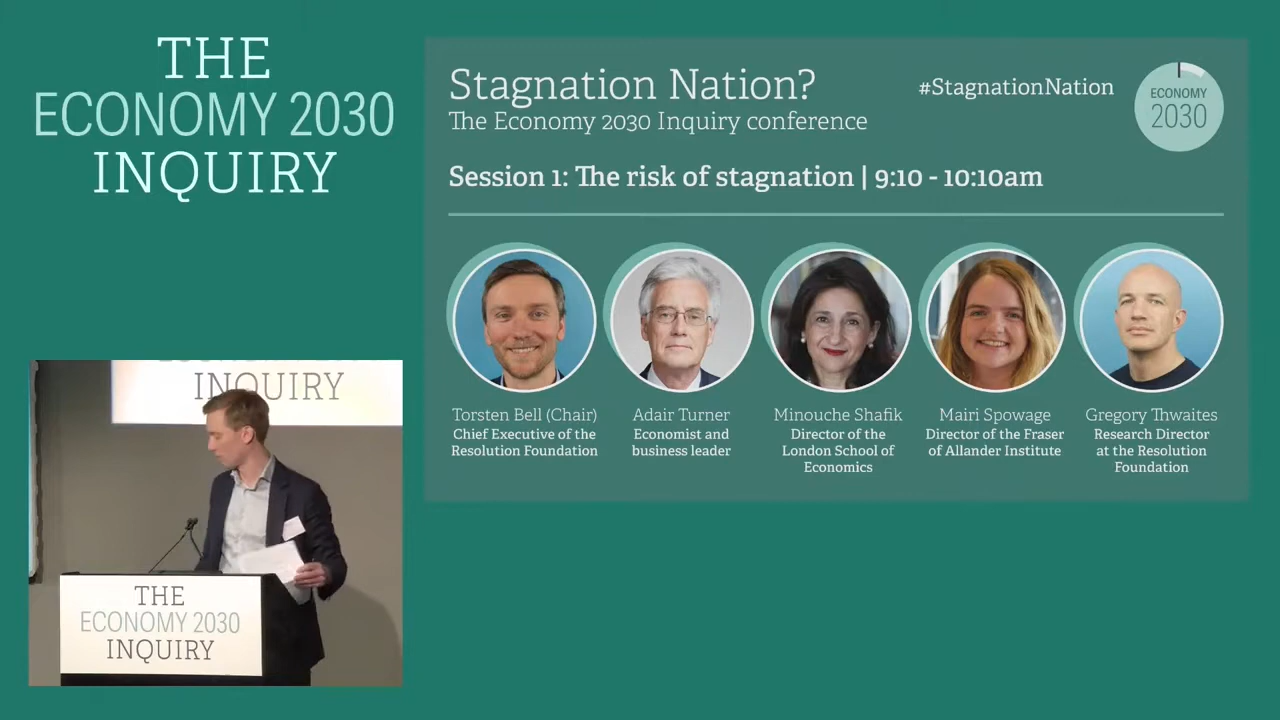 THE
ECONOMY 2030
INQUIRY
Stagnation Nation?
The Economy 2030 Inquiry conference
#StagnationNation
ECONOMY
2030
Session 1: The risk of stagnation | 9:10 - 10:10am
Torsten Bell (Chair)
Chief Executive of the
Resolution Foundation
Adair Turner
Economist and
business leader
Minouche Shafik
Director of the
London School of
Economics
Mairi Spowage
Director of the Fraser
of Allander Institute
Gregory Thwaites
Research Director
at the Resolution
Foundation
INQUIRY
THE
ECONOMY 2030
INQUIRY